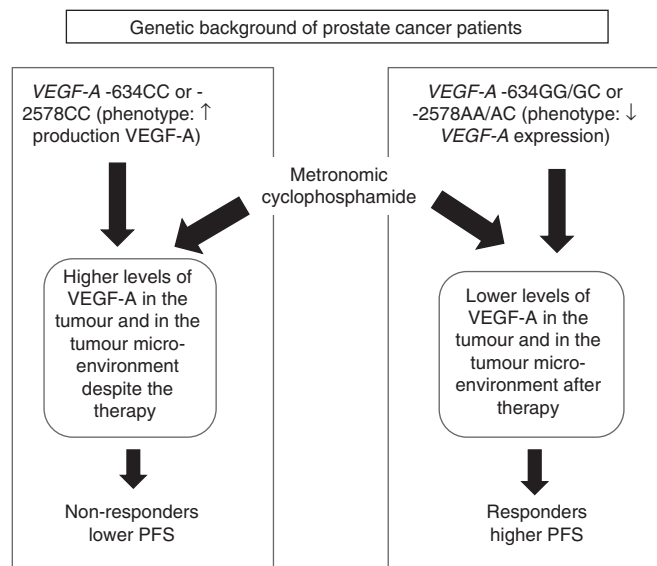 Genetic background of prostate cancer patients
VEGF-A -634CC or -
2578CC (phenotype: ↑
production VEGF-A)
VEGF-A -634GG/GC or
-2578AA/AC (phenotype: ↓
VEGF-A expression)
Metronomic
cyclophosphamide
Higher levels of
VEGF-A in the
tumour and in the
tumour micro-
environment
despite the
therapy
Lower levels of
VEGF-A in the
tumour and in the
tumour micro-
environment after
therapy
Non-responders
lower PFS
Responders
higher PFS